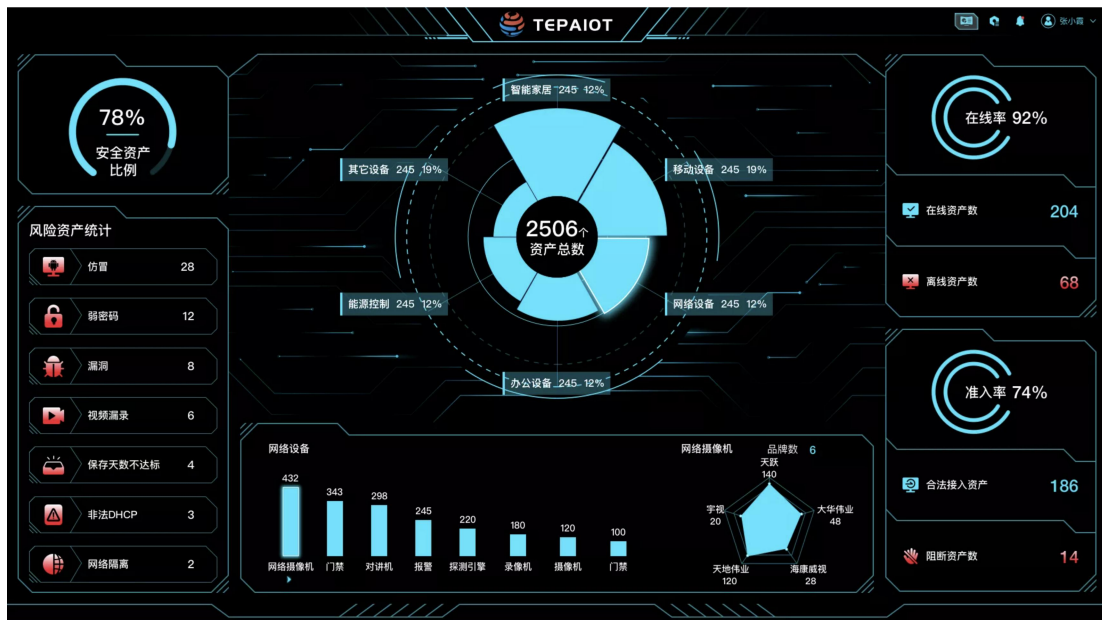 TEPAIOT
张小霞
78%
安全资产
比例
风险资产统计
仿冒 28
弱密码 12
漏洞 8
视频漏录 6
保存天数不达标 4
非法DHCP 3
网络隔离 2
智能家居 245 12%
其它设备 245 19%
移动设备 245 19%
2506个
资产总数
能源控制 245 12%
网络设备 245 12%
办公设备 245 12%
网络设备
432
343
298
245
220
180
120
100
网络摄像机
门禁
对讲机
报警
探测引擎
录像机
摄像机
门禁
网络摄像机 品牌数 6
天跃
140
宇视
20
大华伟业
48
天地伟业
120
海康威视
28
在线率 92%
在线资产数 204
离线资产数 68
准入率 74%
合法接入资产 186
阻断资产数 14